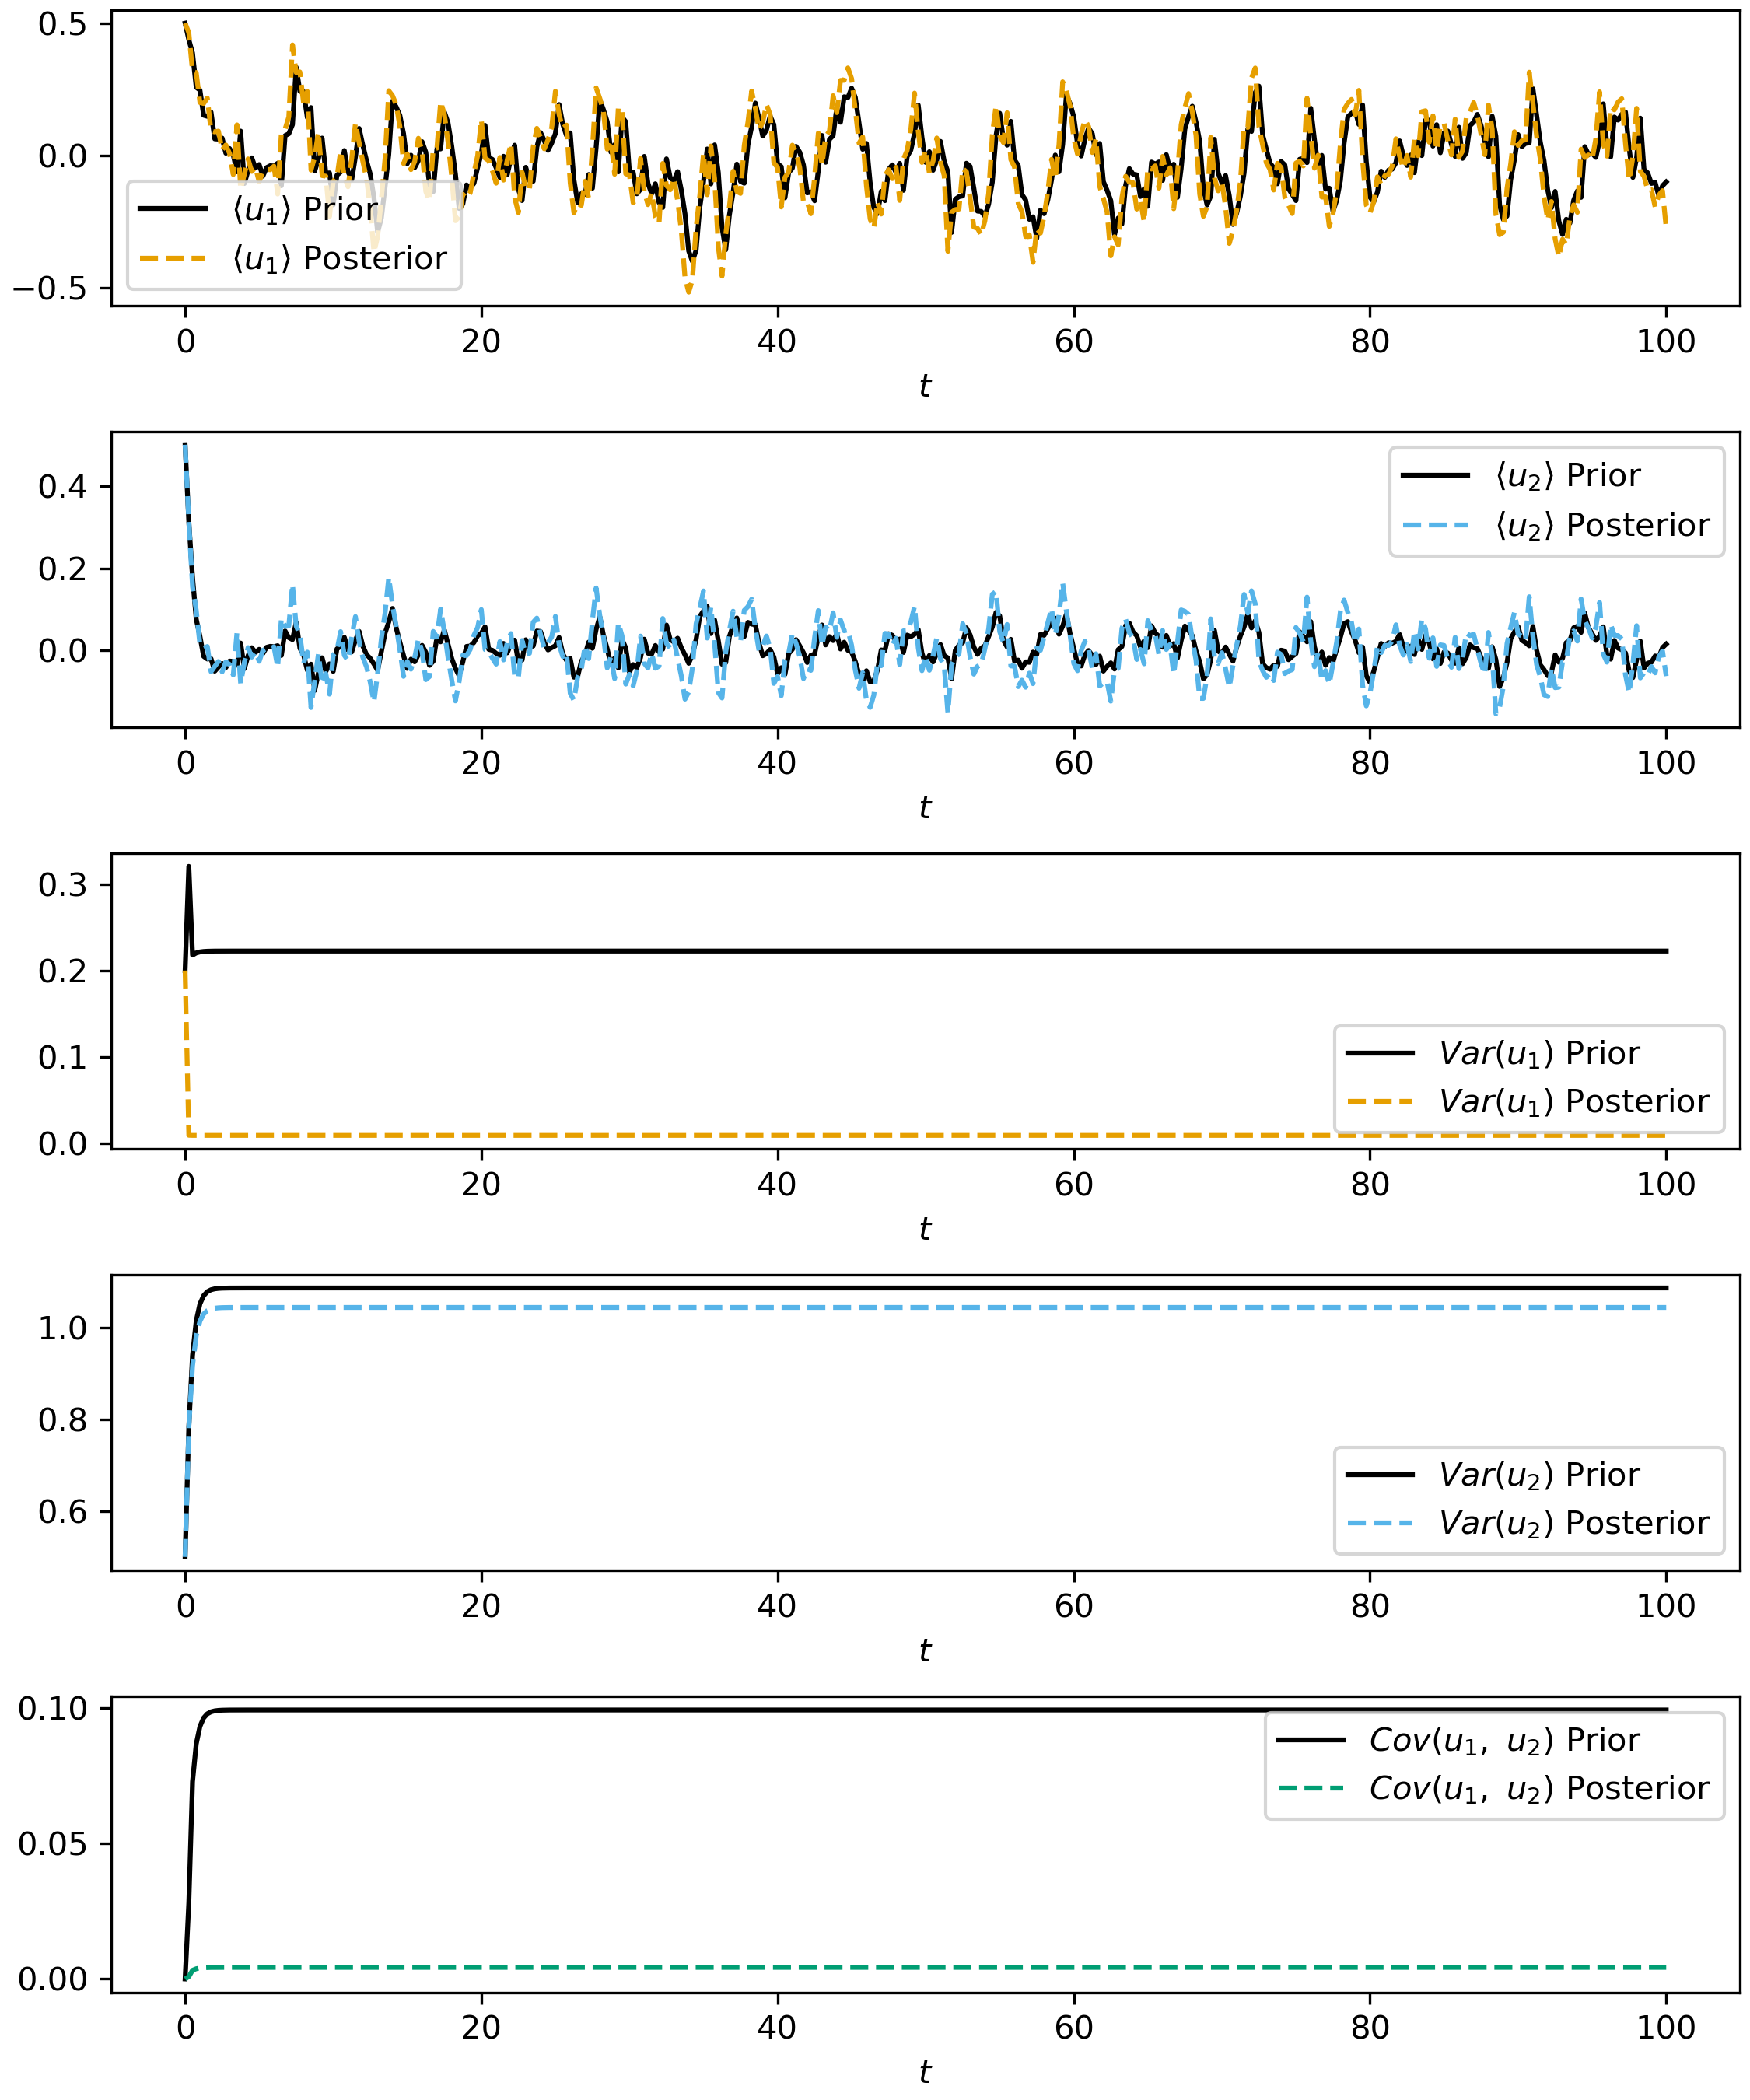 0.5
0.0
−0.5
⟨u₁⟩ Prior
⟨u₁⟩ Posterior
0 20 40 60 80 100
t
0.4
0.2
0.0
⟨u₂⟩ Prior
⟨u₂⟩ Posterior
0 20 40 60 80 100
t
0.3
0.2
0.1
0.0
Var(u₁) Prior
Var(u₁) Posterior
0 20 40 60 80 100
t
1.0
0.8
0.6
Var(u₂) Prior
Var(u₂) Posterior
0 20 40 60 80 100
t
0.10
0.05
0.00
Cov(u₁, u₂) Prior
Cov(u₁, u₂) Posterior
0 20 40 60 80 100
t